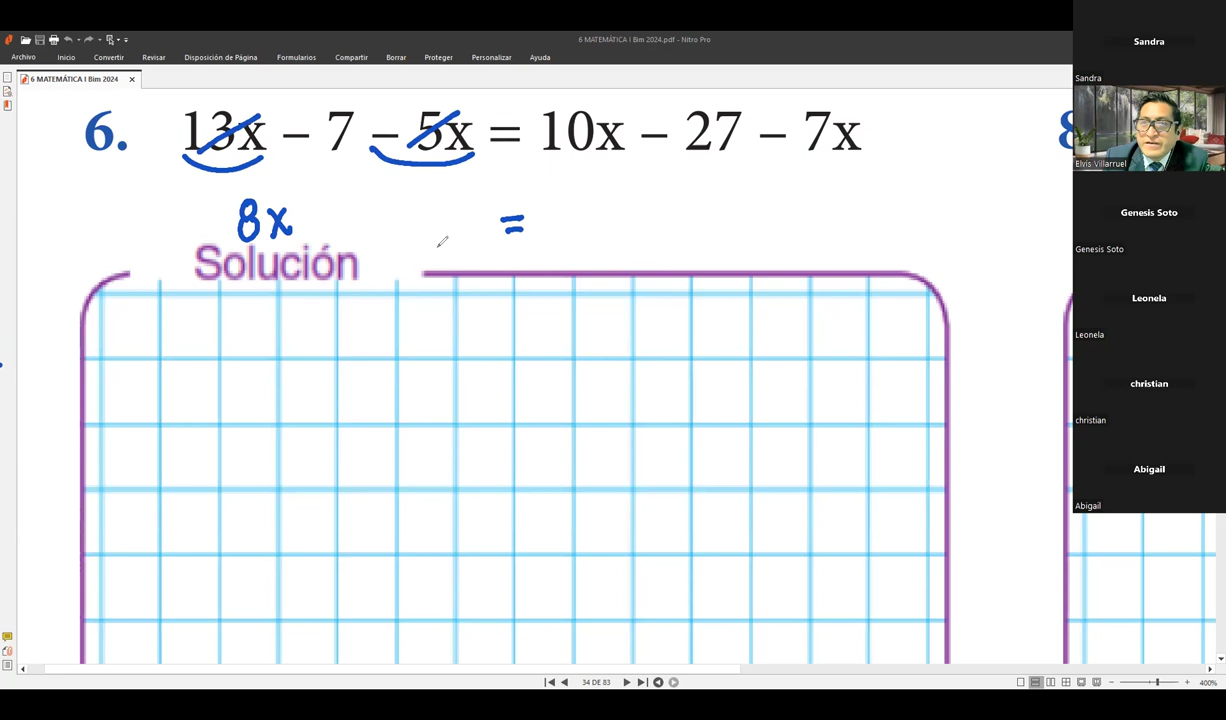 6 MATEMÁTICA I Bim 2024.pdf - Nitro Pro
Archivo Inicio Convertir Revisar Disposición de Página Formularios Compartir Borrar Proteger Personalizar Ayuda
6 MATEMÁTICA I Bim 2024 ×
6. 13x – 7 – 5x = 10x – 27 – 7x
8x =
Solución
34 DE 83
400%
Sandra
Sandra
Elvis Villarruel
Genesis Soto
Genesis Soto
Leonela
Leonela
christian
christian
Abigail
Abigail